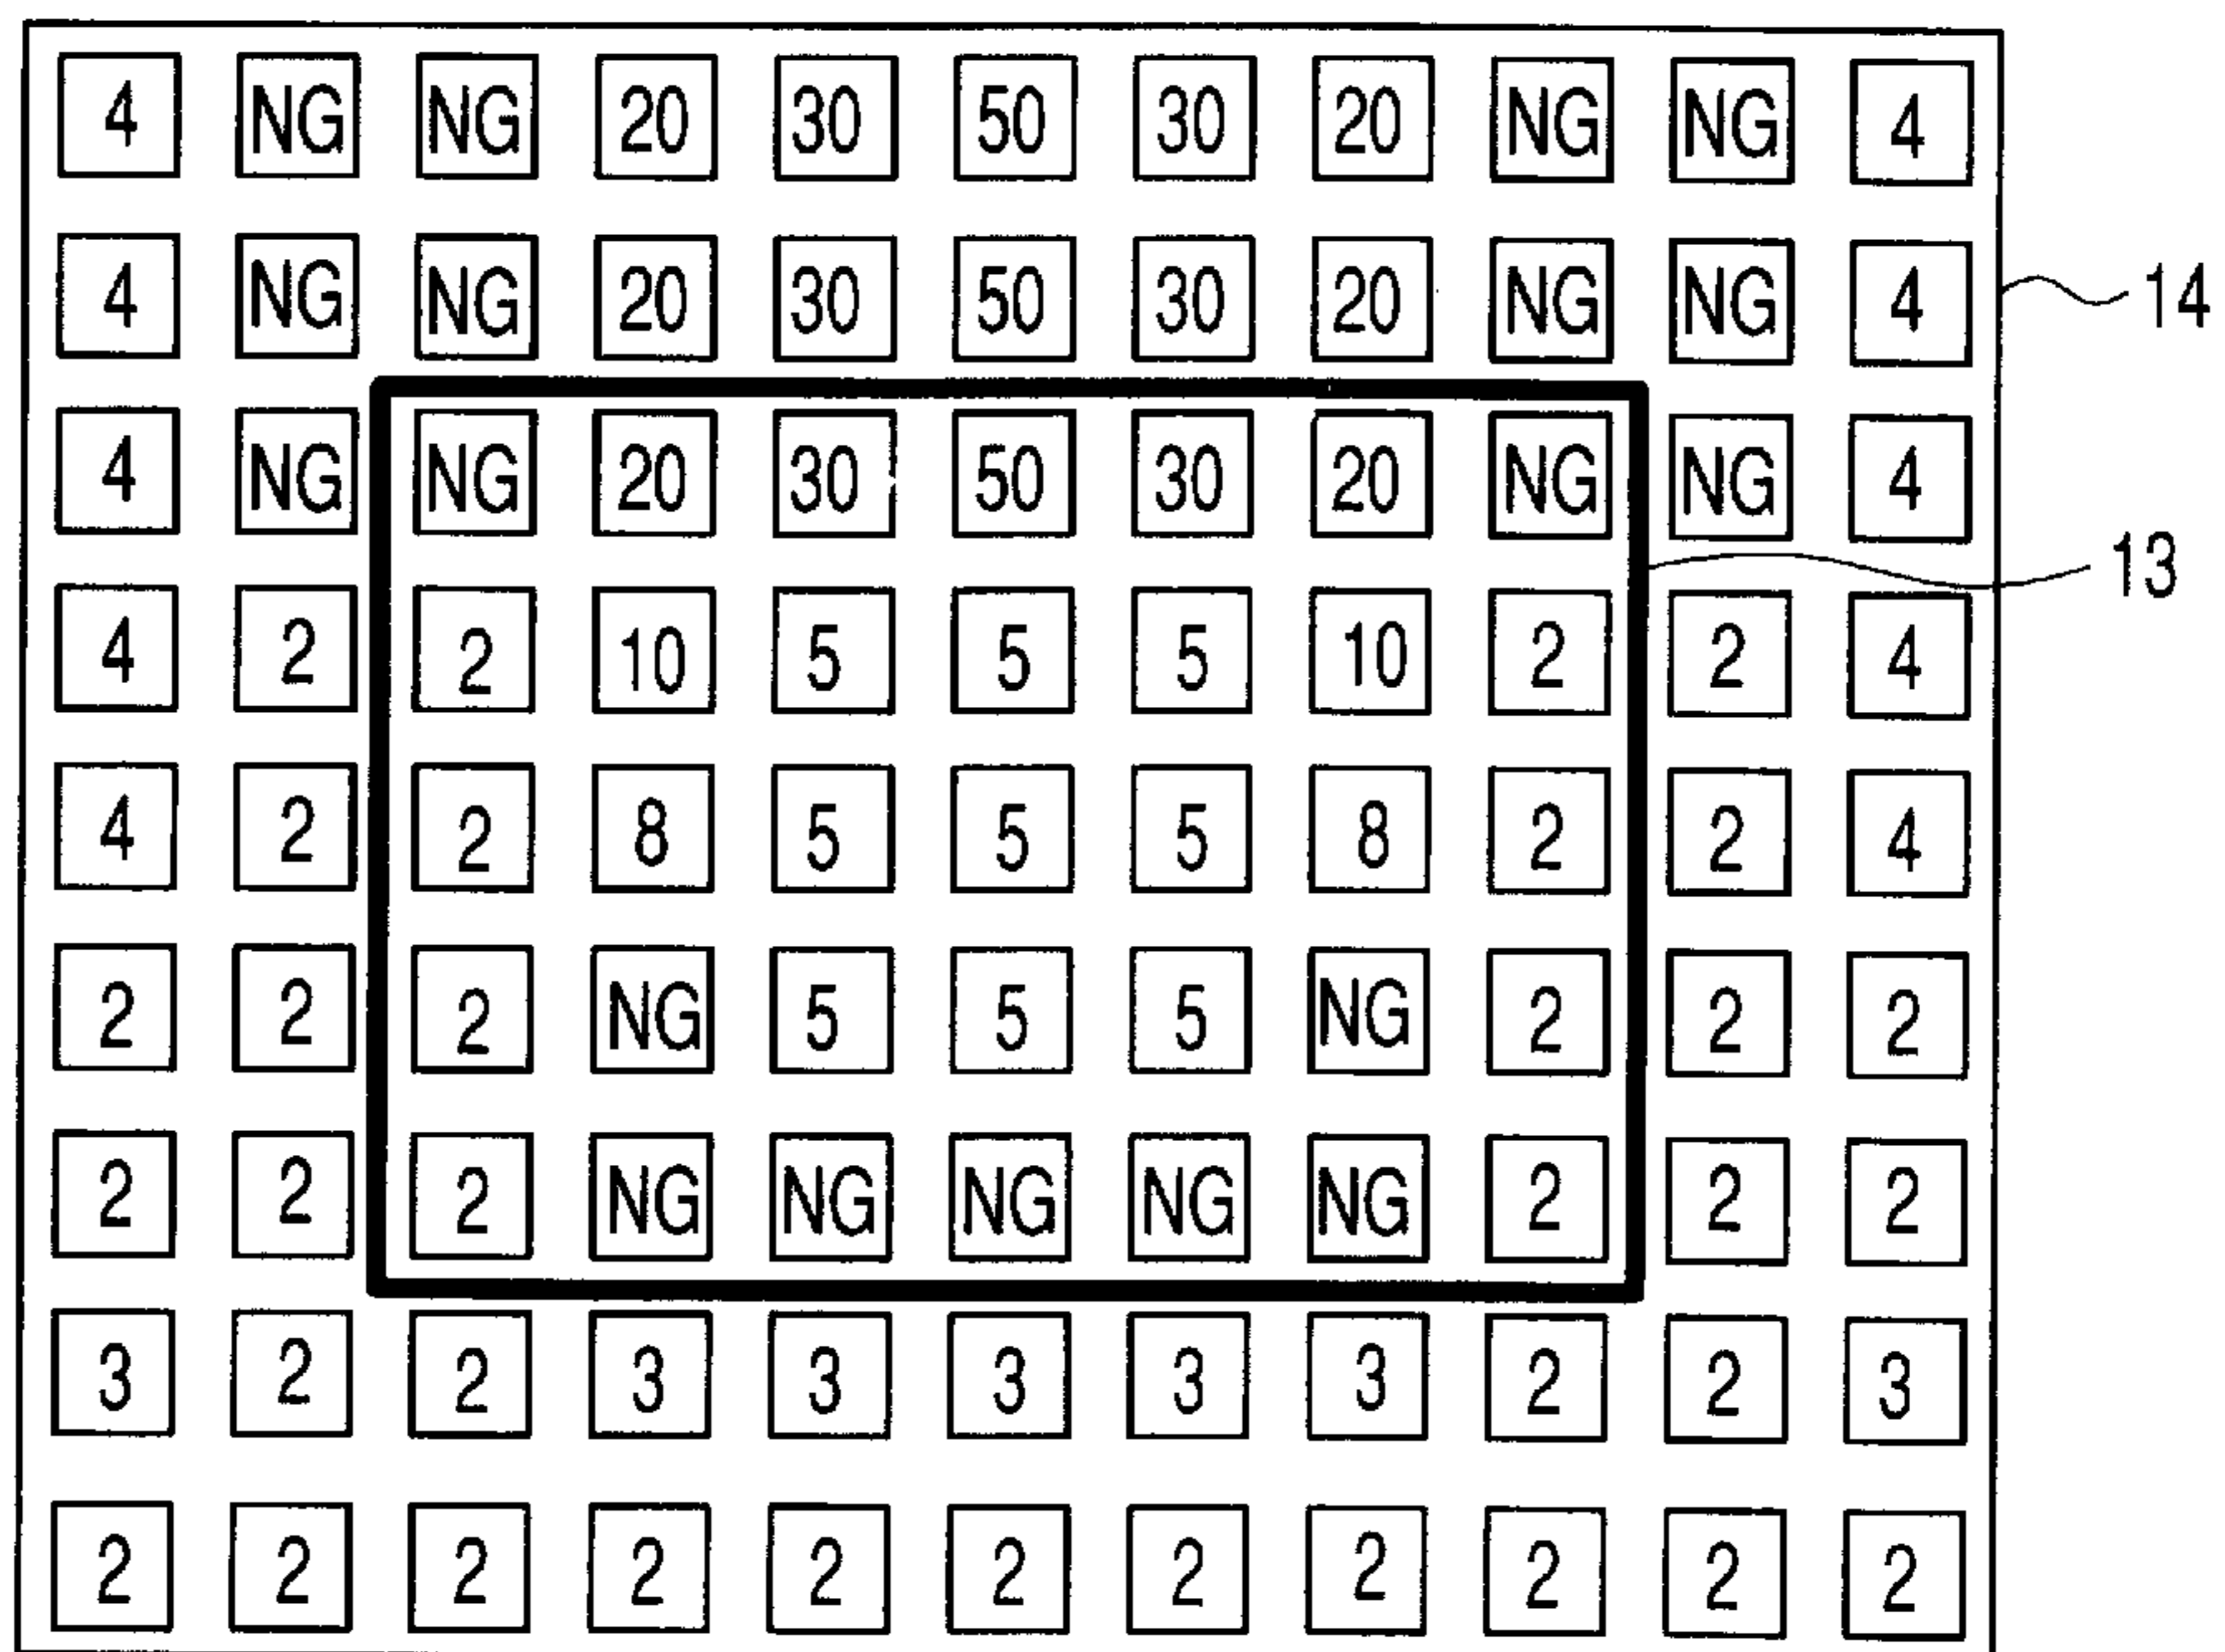 4 NG NG 20 30 50 30 20 NG NG 4
4 NG NG 20 30 50 30 20 NG NG 4
14
4 NG NG 20 30 50 30 20 NG NG 4
13
4 2 2 10 5 5 5 10 2 2 4
4 2 2 8 5 5 5 8 2 2 4
2 2 2 NG 5 5 5 NG 2 2 2
2 2 2 NG NG NG NG NG 2 2 2
3 2 2 3 3 3 3 3 2 2 3
2 2 2 2 2 2 2 2 2 2 2